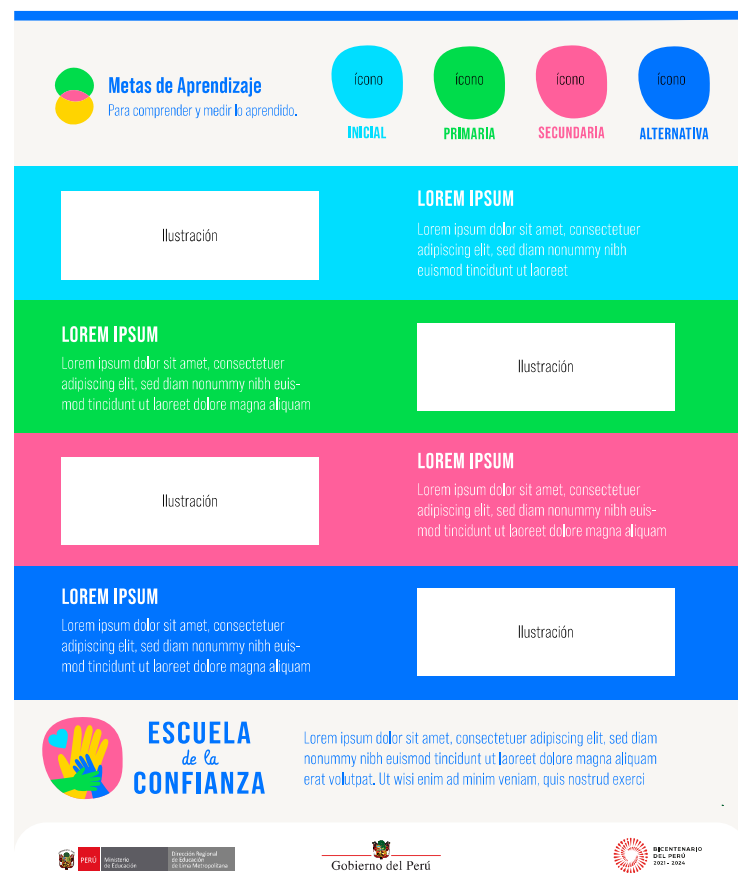 Metas de Aprendizaje
Para comprender y medir lo aprendido.
ícono
ícono
ícono
ícono
INICIAL
PRIMARIA
SECUNDARIA
ALTERNATIVA
Ilustración
LOREM IPSUM
Lorem ipsum dolor sit amet, consectetuer
adipiscing elit, sed diam nonummy nibh
euismod tincidunt ut laoreet
LOREM IPSUM
Lorem ipsum dolor sit amet, consectetuer
adipiscing elit, sed diam nonummy nibh euis-
mod tincidunt ut laoreet dolore magna aliquam
Ilustración
Ilustración
LOREM IPSUM
Lorem ipsum dolor sit amet, consectetuer
adipiscing elit, sed diam nonummy nibh euis-
mod tincidunt ut laoreet dolore magna aliquam
LOREM IPSUM
Lorem ipsum dolor sit amet, consectetuer
adipiscing elit, sed diam nonummy nibh euis-
mod tincidunt ut laoreet dolore magna aliquam
Ilustración
ESCUELA
de la
CONFIANZA
Lorem ipsum dolor sit amet, consectetuer adipiscing elit, sed diam
nonummy nibh euismod tincidunt ut laoreet dolore magna aliquam
erat volutpat. Ut wisi enim ad minim veniam, quis nostrud exerci
PERÚ
Ministerio
de Educación
Dirección Regional
de Educación
de Lima Metropolitana
Gobierno del Perú
BICENTENARIO
DEL PERÚ
2021 - 2024